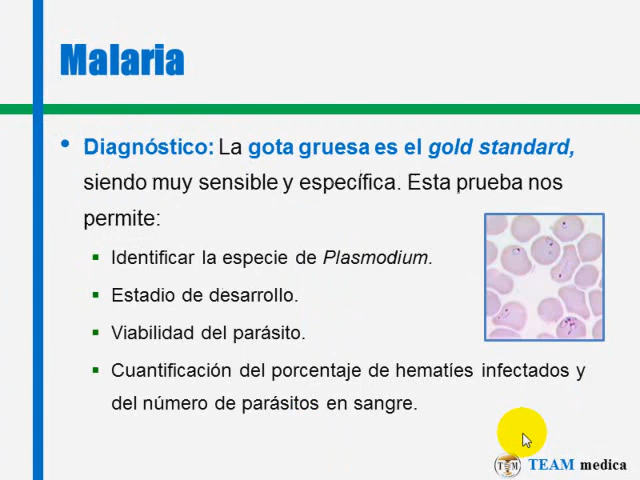 Malaria
• Diagnóstico: La gota gruesa es el gold standard,
siendo muy sensible y específica. Esta prueba nos
permite:
▪ Identificar la especie de Plasmodium.
▪ Estadio de desarrollo.
▪ Viabilidad del parásito.
▪ Cuantificación del porcentaje de hematíes infectados y
del número de parásitos en sangre.
TEAM medica